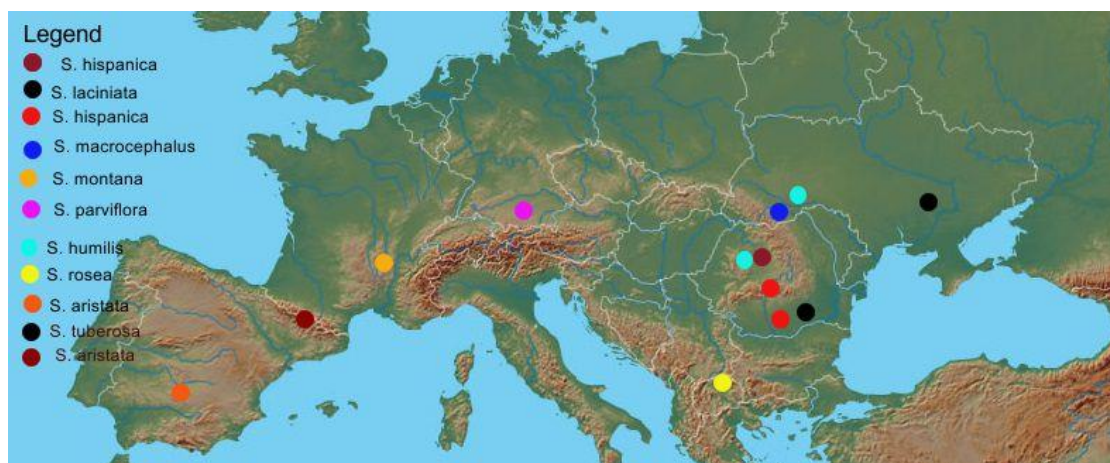 Legend
S. hispanica
S. laciniata
S. hispanica
S. macrocephalus
S. montana
S. parviflora
S. humilis
S. rosea
S. aristata
S. tuberosa
S. aristata